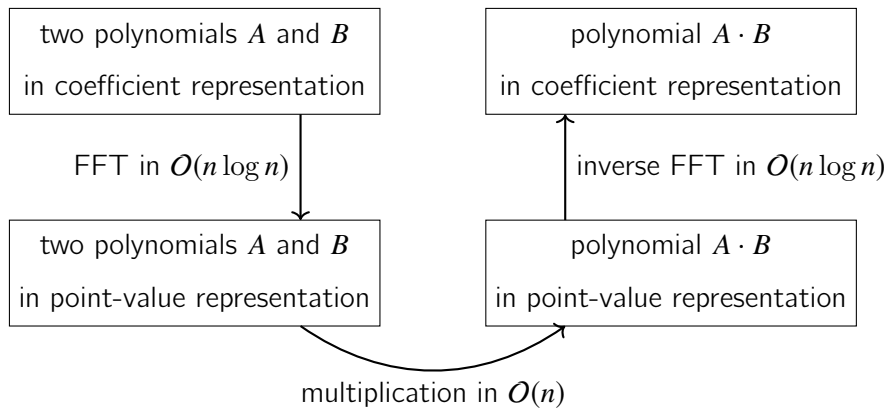 two polynomials A and B
in coefficient representation
polynomial A · B
in coefficient representation
FFT in O(n log n)
inverse FFT in O(n log n)
two polynomials A and B
in point-value representation
polynomial A · B
in point-value representation
multiplication in O(n)